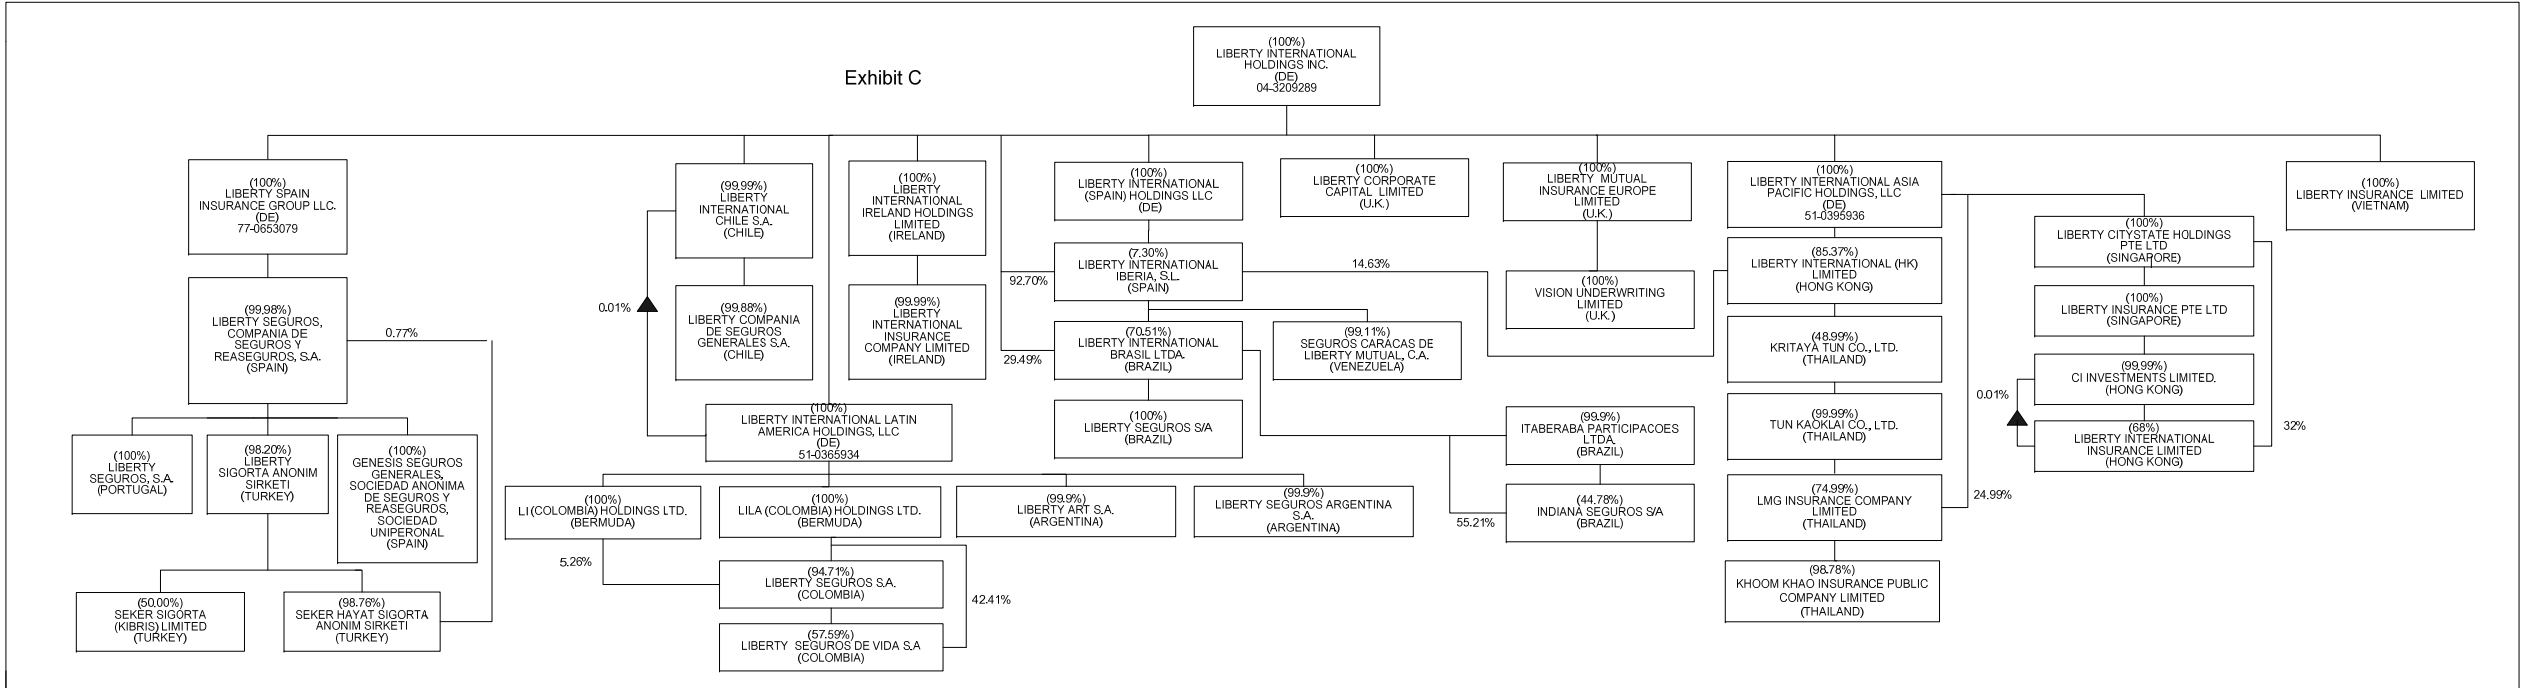 Exhibit C
(100%)
LIBERTY INTERNATIONAL
HOLDINGS INC.
(DE)
04-3209289
(100%)
LIBERTY SPAIN
INSURANCE GROUP LLC.
(DE)
77-0653079
(99.98%)
LIBERTY SEGUROS,
COMPANIA DE
SEGUROS Y
REASEGUROS, S.A.
(SPAIN)
0.77%
(100%)
LIBERTY
SEGUROS, S.A.
(PORTUGAL)
(98.20%)
LIBERTY
SIGORTA ANONIM
SIRKETI
(TURKEY)
(100%)
GENESIS SEGUROS
GENERALES,
SOCIEDAD ANONIMA
DE SEGUROS Y
REASEGUROS,
SOCIEDAD
UNIPERONAL
(SPAIN)
(50.00%)
SEKER SIGORTA
(KIBRIS) LIMITED
(TURKEY)
(98.76%)
SEKER HAYAT SIGORTA
ANONIM SIRKETI
(TURKEY)
(99.99%)
LIBERTY
INTERNATIONAL
CHILE S.A.
(CHILE)
0.01%
(99.88%)
LIBERTY COMPANIA
DE SEGUROS
GENERALES S.A.
(CHILE)
(100%)
LIBERTY INTERNATIONAL LATIN
AMERICA HOLDINGS, LLC
(DE)
51-0365934
(100%)
LI (COLOMBIA) HOLDINGS LTD.
(BERMUDA)
(100%)
LILA (COLOMBIA) HOLDINGS LTD.
(BERMUDA)
(99.9%)
LIBERTY ART S.A.
(ARGENTINA)
(99.9%)
LIBERTY SEGUROS ARGENTINA
S.A.
(ARGENTINA)
5.26%
(94.71%)
LIBERTY SEGUROS S.A.
(COLOMBIA)
42.41%
(57.59%)
LIBERTY SEGUROS DE VIDA S.A
(COLOMBIA)
(100%)
LIBERTY
INTERNATIONAL
IRELAND HOLDINGS
LIMITED
(IRELAND)
(99.99%)
LIBERTY
INTERNATIONAL
INSURANCE
COMPANY LIMITED
(IRELAND)
(100%)
LIBERTY INTERNATIONAL
(SPAIN) HOLDINGS LLC
(DE)
92.70%
(7.30%)
LIBERTY INTERNATIONAL
IBERIA, S.L.
(SPAIN)
14.63%
29.49%
(70.51%)
LIBERTY INTERNATIONAL
BRASIL LTDA.
(BRAZIL)
(99.11%)
SEGUROS CARACAS DE
LIBERTY MUTUAL, C.A.
(VENEZUELA)
(100%)
LIBERTY SEGUROS S/A
(BRAZIL)
(99.9%)
ITABERABA PARTICIPACOES
LTDA.
(BRAZIL)
55.21%
(44.78%)
INDIANA SEGUROS S/A
(BRAZIL)
(100%)
LIBERTY CORPORATE
CAPITAL LIMITED
(U.K.)
(100%)
LIBERTY MUTUAL
INSURANCE EUROPE
LIMITED
(U.K.)
(100%)
VISION UNDERWRITING
LIMITED
(U.K.)
(100%)
LIBERTY INTERNATIONAL ASIA
PACIFIC HOLDINGS, LLC
(DE)
51-0395936
(85.37%)
LIBERTY INTERNATIONAL (HK)
LIMITED
(HONG KONG)
(48.99%)
KRITAYA TUN CO., LTD.
(THAILAND)
(99.99%)
TUN KAOKLAI CO., LTD.
(THAILAND)
(74.99%)
LMG INSURANCE COMPANY
LIMITED
(THAILAND)
24.99%
(98.78%)
KHOOM KHAO INSURANCE PUBLIC
COMPANY LIMITED
(THAILAND)
(100%)
LIBERTY CITYSTATE HOLDINGS
PTE LTD
(SINGAPORE)
(100%)
LIBERTY INSURANCE PTE LTD
(SINGAPORE)
(99.99%)
CI INVESTMENTS LIMITED.
(HONG KONG)
0.01%
(68%)
LIBERTY INTERNATIONAL
INSURANCE LIMITED
(HONG KONG)
32%
(100%)
LIBERTY INSURANCE LIMITED
(VIETNAM)